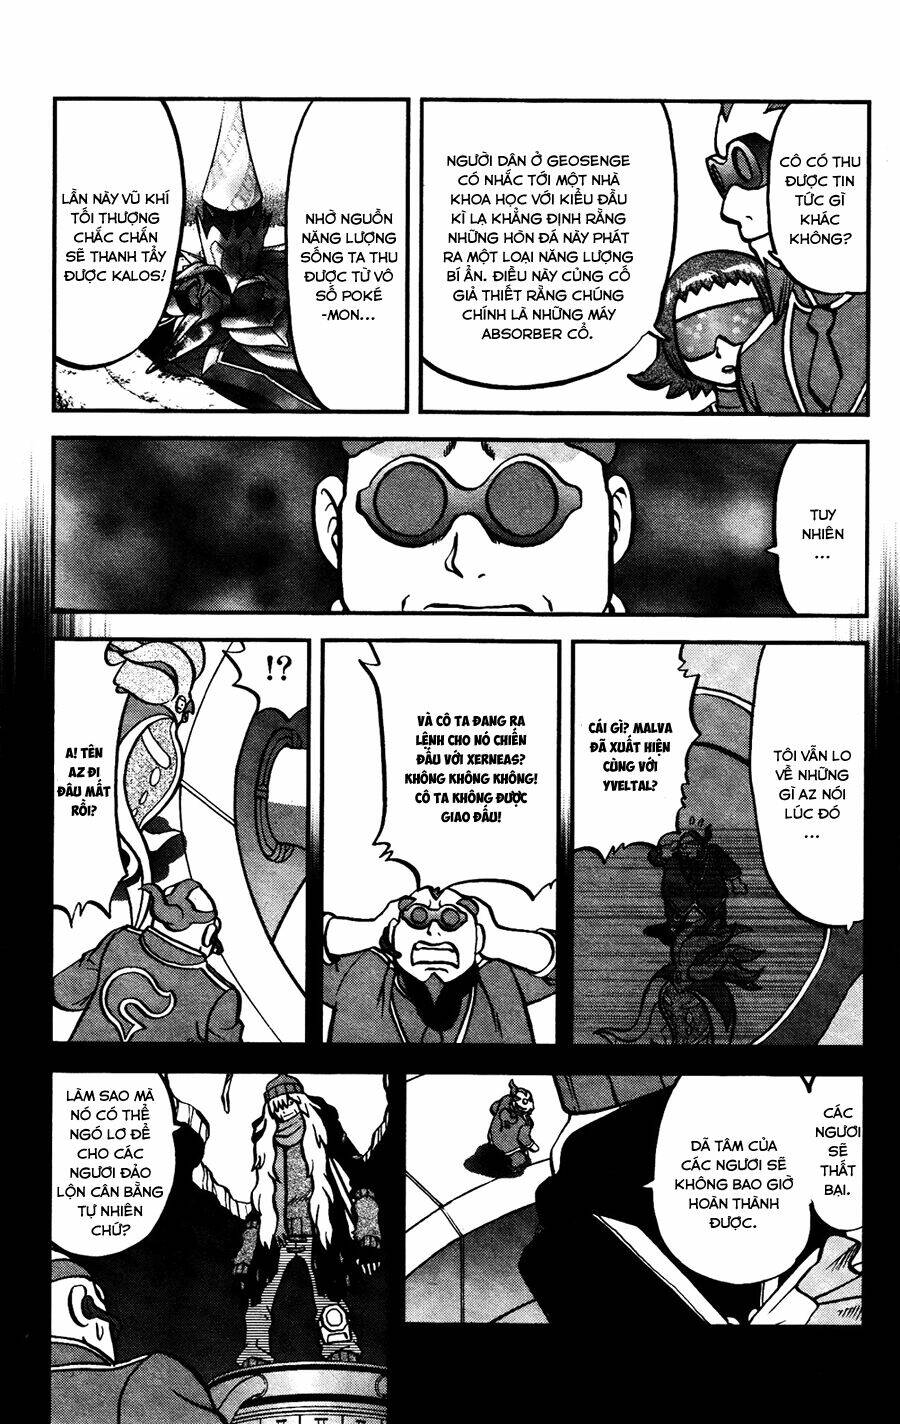 CÔ CÓ THU
ĐƯỢC TIN
TỨC GÌ
KHÁC
KHÔNG?
NGƯỜI DÂN Ở GEOSENGE
CÓ NHẮC TỚI MỘT NHÀ
KHOA HỌC VỚI KIỂU ĐẦU
KÌ LẠ KHẲNG ĐỊNH RẰNG
NHỮNG HÒN ĐÁ NÀY PHÁT
RA MỘT LOẠI NĂNG LƯỢNG
BÍ ẨN. ĐIỀU NÀY CỦNG CỐ
GIẢ THIẾT RẰNG CHÚNG
CHÍNH LÀ NHỮNG MÁY
ABSORBER CỔ.
NHỜ NGUỒN
NĂNG LƯỢNG
SỐNG TA THU
ĐƯỢC TỪ VÔ
SỐ POKÉ
-MON...
LẦN NÀY VŨ KHÍ
TỐI THƯỢNG
CHẮC CHẮN
SẼ THANH TẨY
ĐƯỢC KALOS!
TUY
NHIÊN
...
TÔI VẪN LO
VỀ NHỮNG
GÌ AZ NÓI
LÚC ĐÓ
...
CÁI GÌ? MALVA
ĐÃ XUẤT HIỆN
CÙNG VỚI
YVELTAL?
VÀ CÔ TA ĐANG RA
LỆNH CHO NÓ CHIẾN
ĐẤU VỚI XERNEAS?
KHÔNG KHÔNG KHÔNG!
CÔ TA KHÔNG ĐƯỢC
GIAO ĐẤU!
!?
A! TÊN
AZ ĐI
ĐÂU MẤT
RỒI?
CÁC
NGƯƠI
SẼ
THẤT
BẠI.
DÃ TÂM CỦA
CÁC NGƯƠI SẼ
KHÔNG BAO GIỜ
HOÀN THÀNH
ĐƯỢC.
LÀM SAO MÀ
NÓ CÓ THỂ
NGÓ LƠ ĐỂ
CHO CÁC
NGƯƠI ĐẢO
LỘN CÂN BẰNG
TỰ NHIÊN
CHỨ?